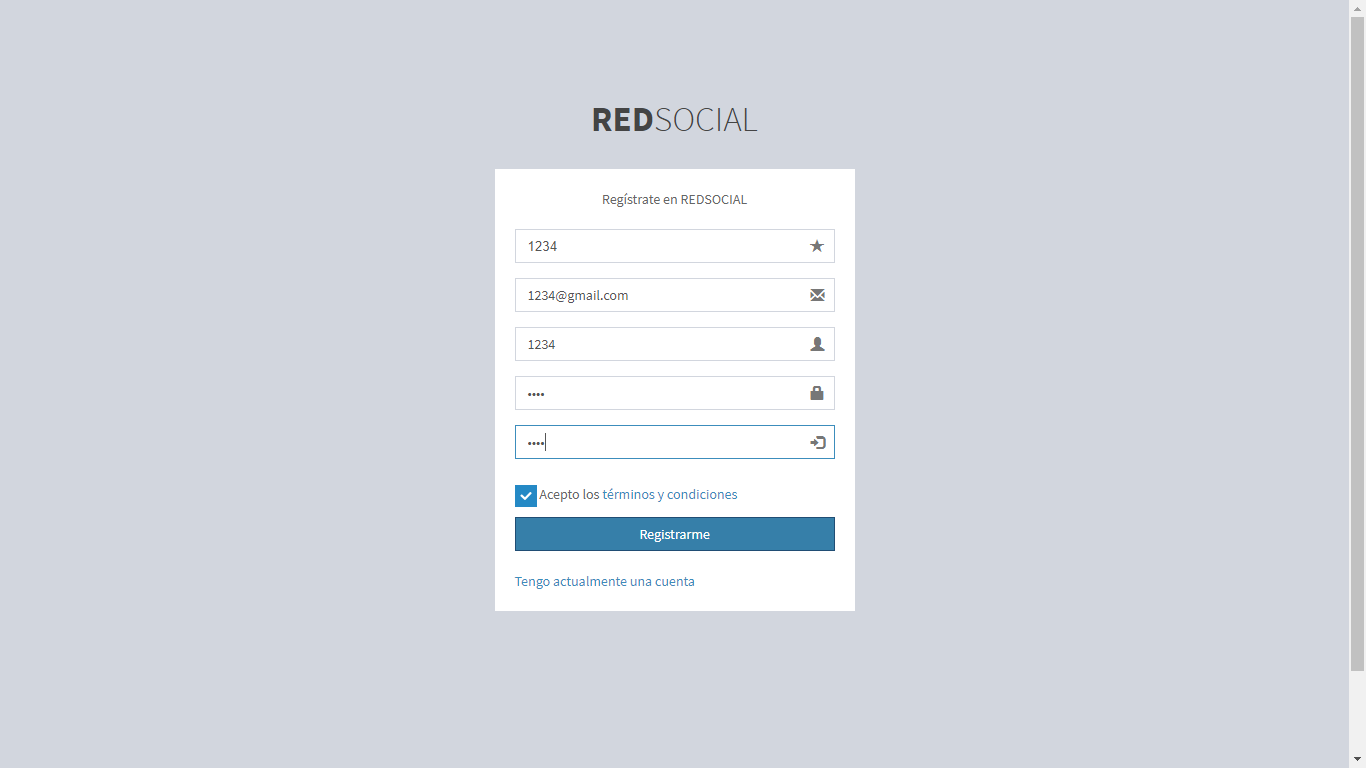 REDSOCIAL
Regístrate en REDSOCIAL
1234
1234@gmail.com
1234
••••
••••
Acepto los términos y condiciones
Registrarme
Tengo actualmente una cuenta